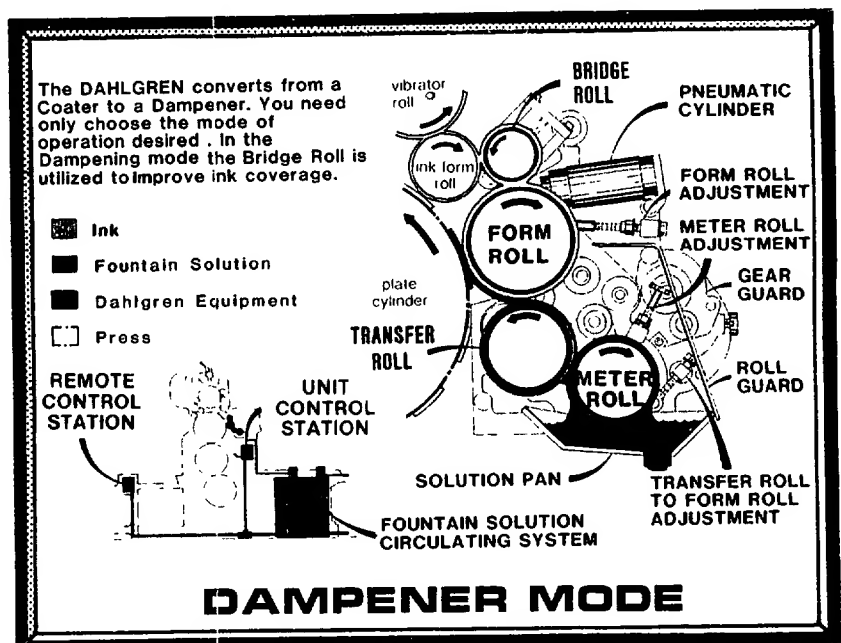 The DAHLGREN converts from a
Coater to a Dampener. You need
only choose the mode of
operation desired . In the
Dampening mode the Bridge Roll is
utilized to improve ink coverage.
Ink
Fountain Solution
Dahlgren Equipment
Press
vibrator
roll
BRIDGE
ROLL
PNEUMATIC
CYLINDER
ink form
roll
FORM ROLL
ADJUSTMENT
FORM
ROLL
METER ROLL
ADJUSTMENT
plate
cylinder
GEAR
GUARD
TRANSFER
ROLL
METER
ROLL
ROLL
GUARD
REMOTE
CONTROL
STATION
UNIT
CONTROL
STATION
SOLUTION PAN
TRANSFER ROLL
TO FORM ROLL
ADJUSTMENT
FOUNTAIN SOLUTION
CIRCULATING SYSTEM
DAMPENER MODE